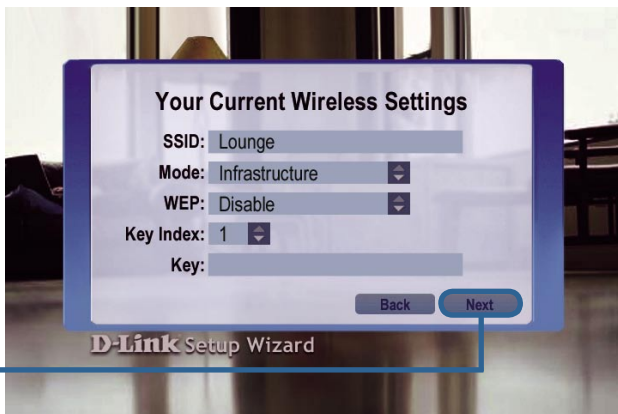 Your Current Wireless Settings
SSID: Lounge
Mode: Infrastructure
WEP: Disable
Key Index: 1
Key:
Back Next
D-Link Setup Wizard